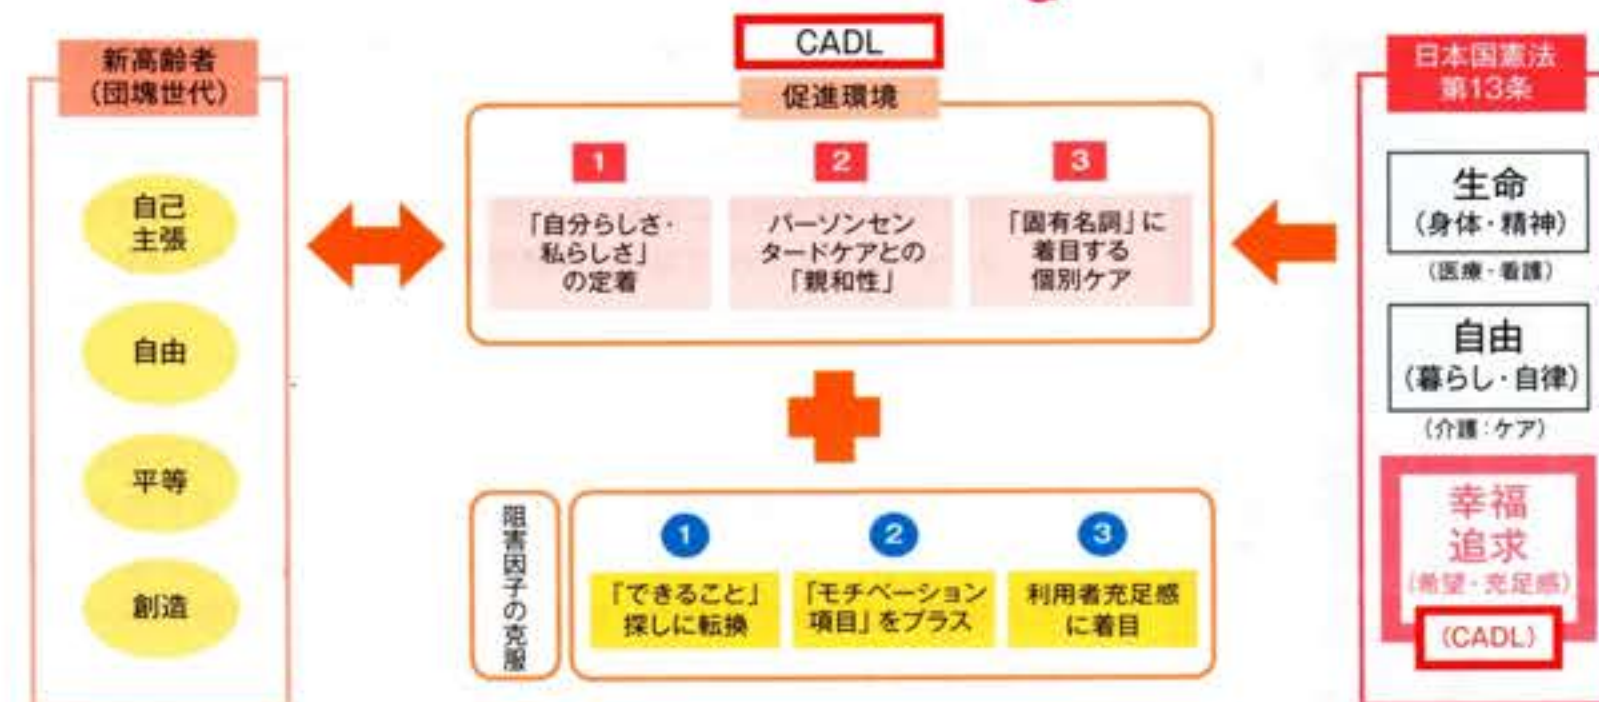 新高齢者
(団塊世代)
自己
主張
自由
平等
創造
CADL
促進環境
1
「自分らしさ・
私らしさ」
の定着
2
パーソンセン
タードケアとの
「親和性」
3
「固有名詞」に
着目する
個別ケア
阻害因子の克服
1
「できること」
探しに転換
2
「モチベーション
項目」をプラス
3
利用者充足感
に着目
日本国憲法
第13条
生命
(身体・精神)
(医療・看護)
自由
(暮らし・自律)
(介護:ケア)
幸福
追求
(希望・充足感)
(CADL)